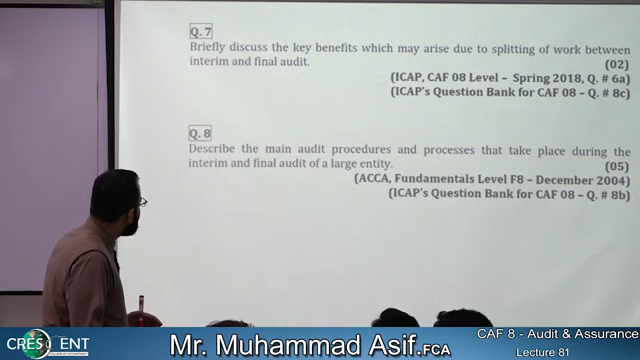 Q. 7
Briefly discuss the key benefits which may arise due to splitting of work between
interim and final audit. (02)
(ICAP, CAF 08 Level – Spring 2018, Q. # 6a)
(ICAP's Question Bank for CAF 08 – Q. # 8c)
Q. 8
Describe the main audit procedures and processes that take place during the
interim and final audit of a large entity. (05)
(ACCA, Fundamentals Level F8 – December 2004)
(ICAP's Question Bank for CAF 08 – Q. # 8b)
CRESCENT
COLLEGE OF ACCOUNTANCY
Mr. Muhammad Asif.FCA
CAF 8 - Audit & Assurance
Lecture 81